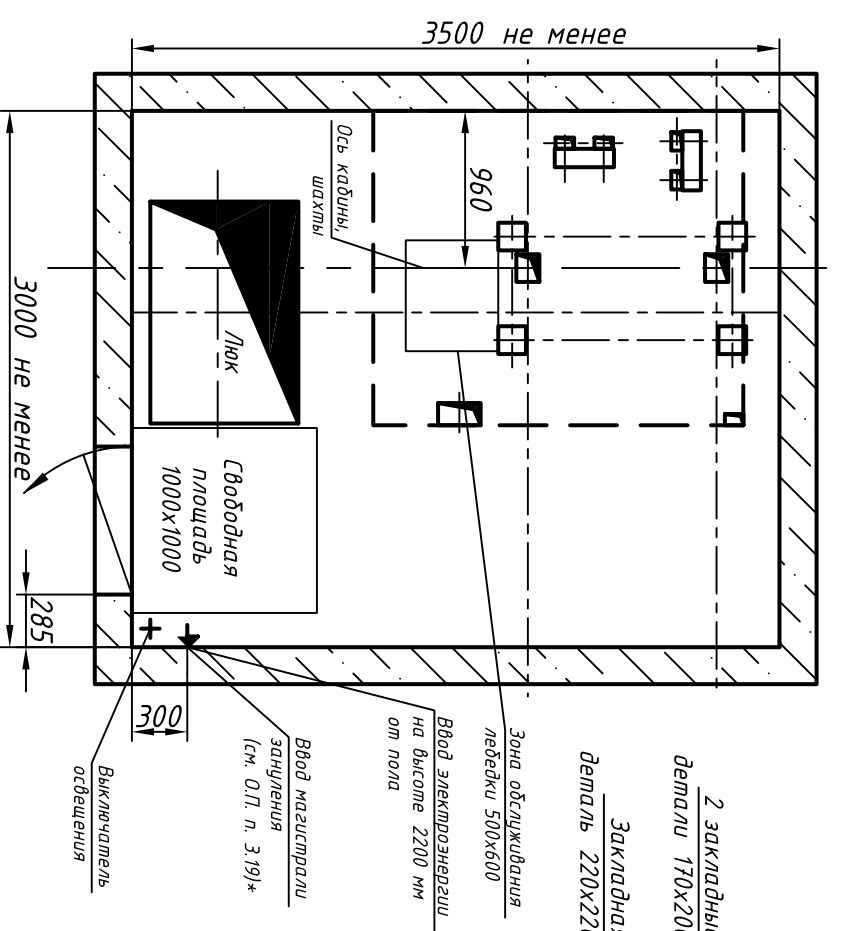 3500 не менее
960
Ось кабины,
шахты
Люк
3000 не менее
Свободная
площадь
1000х1000
285
300
Выключатель
освещения
Ввод магистрали
зануления
(см. О.П. п. 3.19)*
Ввод электроэнергии
на высоте 2200 мм
от пола
Зона обслуживания
лебедки 500х600
Закладная
деталь 220х22
2 закладные
детали 170х20